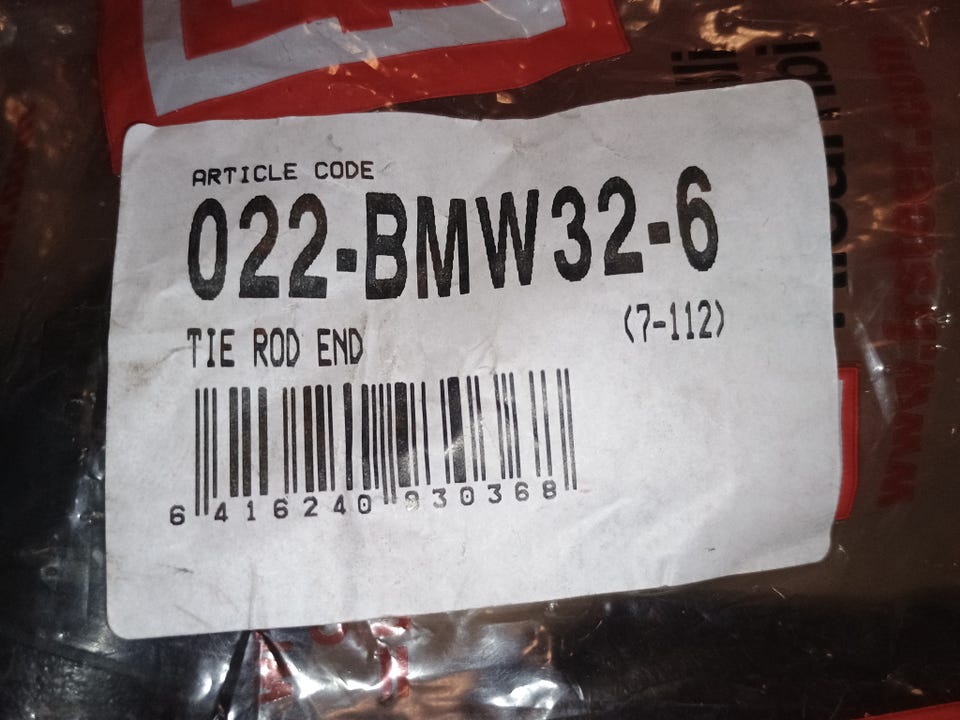 ARTICLE CODE
022-BMW32-6
TIE ROD END
(7-112)
6 416240 930368